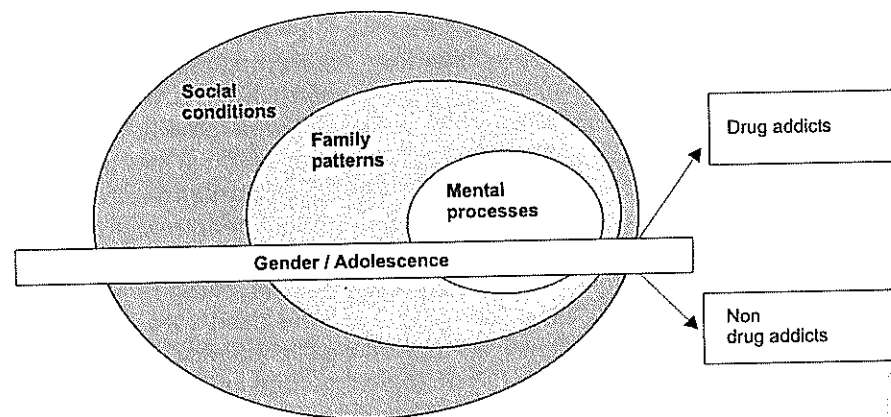 Social
conditions
Family
patterns
Mental
processes
Gender / Adolescence
Drug addicts
Non
drug addicts